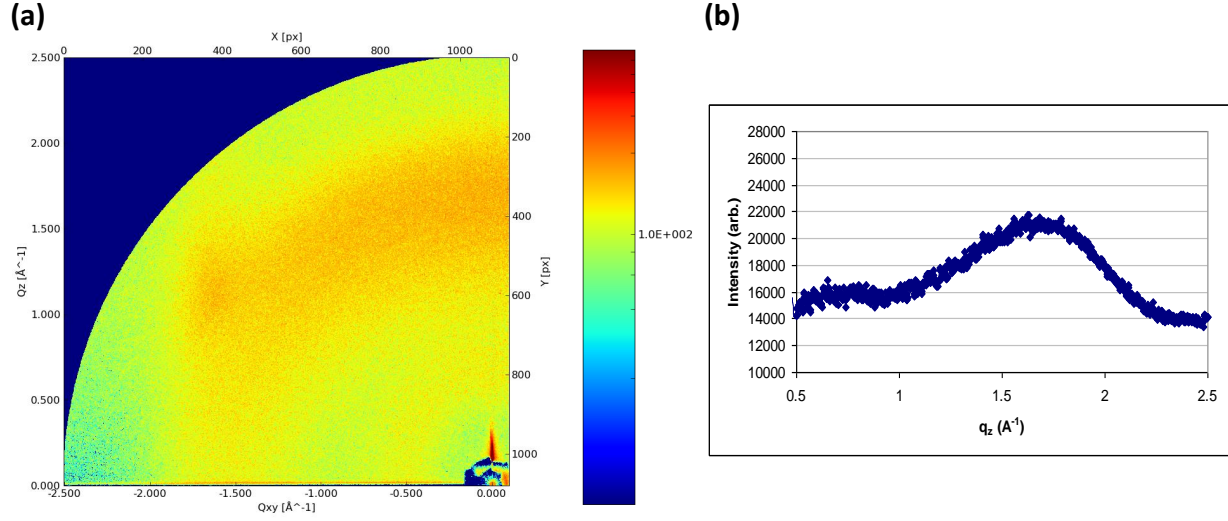 (a)
X [px]
0 200 400 600 800 1000
2.500
2.000
1.500
1.000
0.500
0.000
Qz [Å^-1]
0
200
400
600
800
1000
Y [px]
-2.500 -2.000 -1.500 -1.000 -0.500 0.000
Qxy [Å^-1]
1.0E+002
(b)
28000
26000
24000
22000
20000
18000
16000
14000
12000
10000
Intensity (arb.)
0.5 1 1.5 2 2.5
qz (A-1)